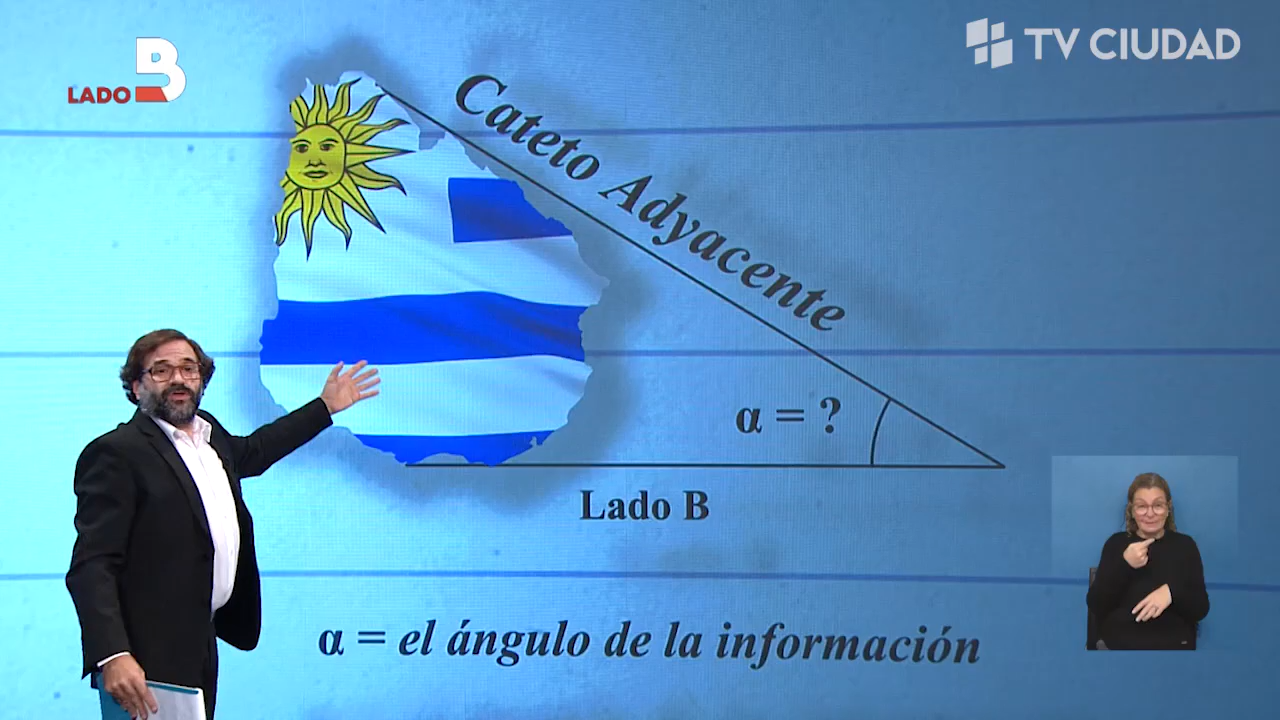 LADO B
TV CIUDAD
Cateto Adyacente
α = ?
Lado B
α = el ángulo de la información